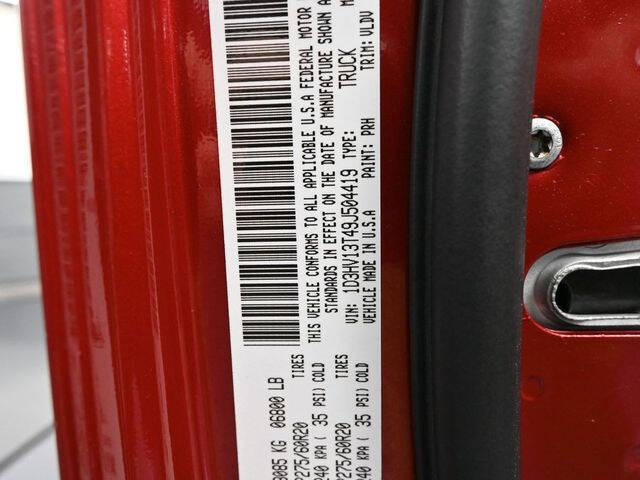 3085 KG 06800 LB
TIRES
P275/60R20
240 KPA ( 35 PSI) COLD
TIRES
P275/60R20
240 KPA ( 35 PSI) COLD
THIS VEHICLE CONFORMS TO ALL APPLICABLE U.S.A FEDERAL MOTOR
STANDARDS IN EFFECT ON THE DATE OF MANUFACTURE SHOWN A
VIN: 1D3HV13T49J504419 TYPE: TRUCK
VEHICLE MADE IN U.S.A PAINT: PRH TRIM: VLDV